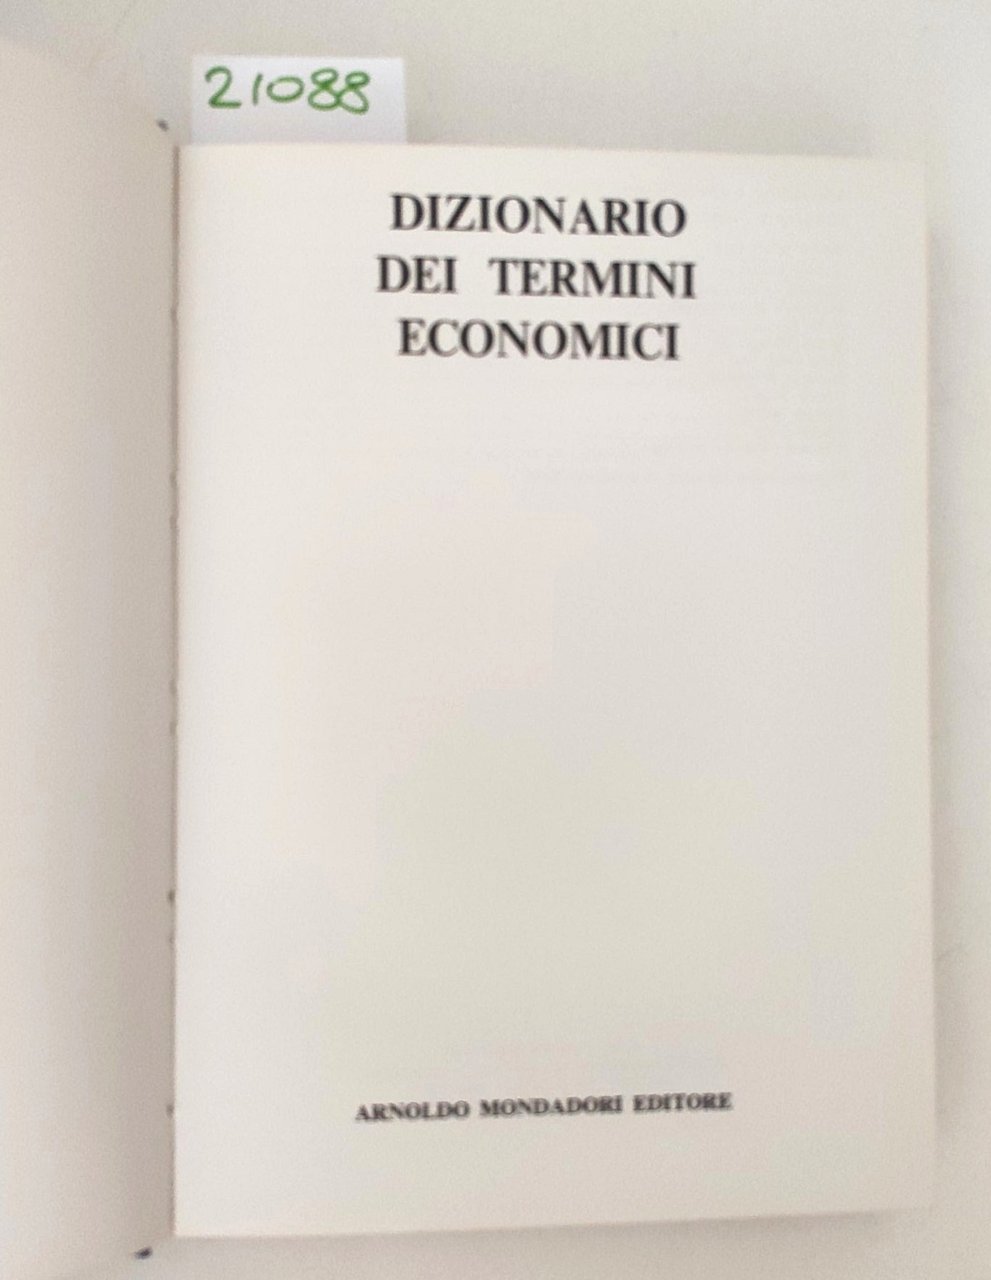 21088
DIZIONARIO
DEI TERMINI
ECONOMICI
ARNOLDO MONDADORI EDITORE